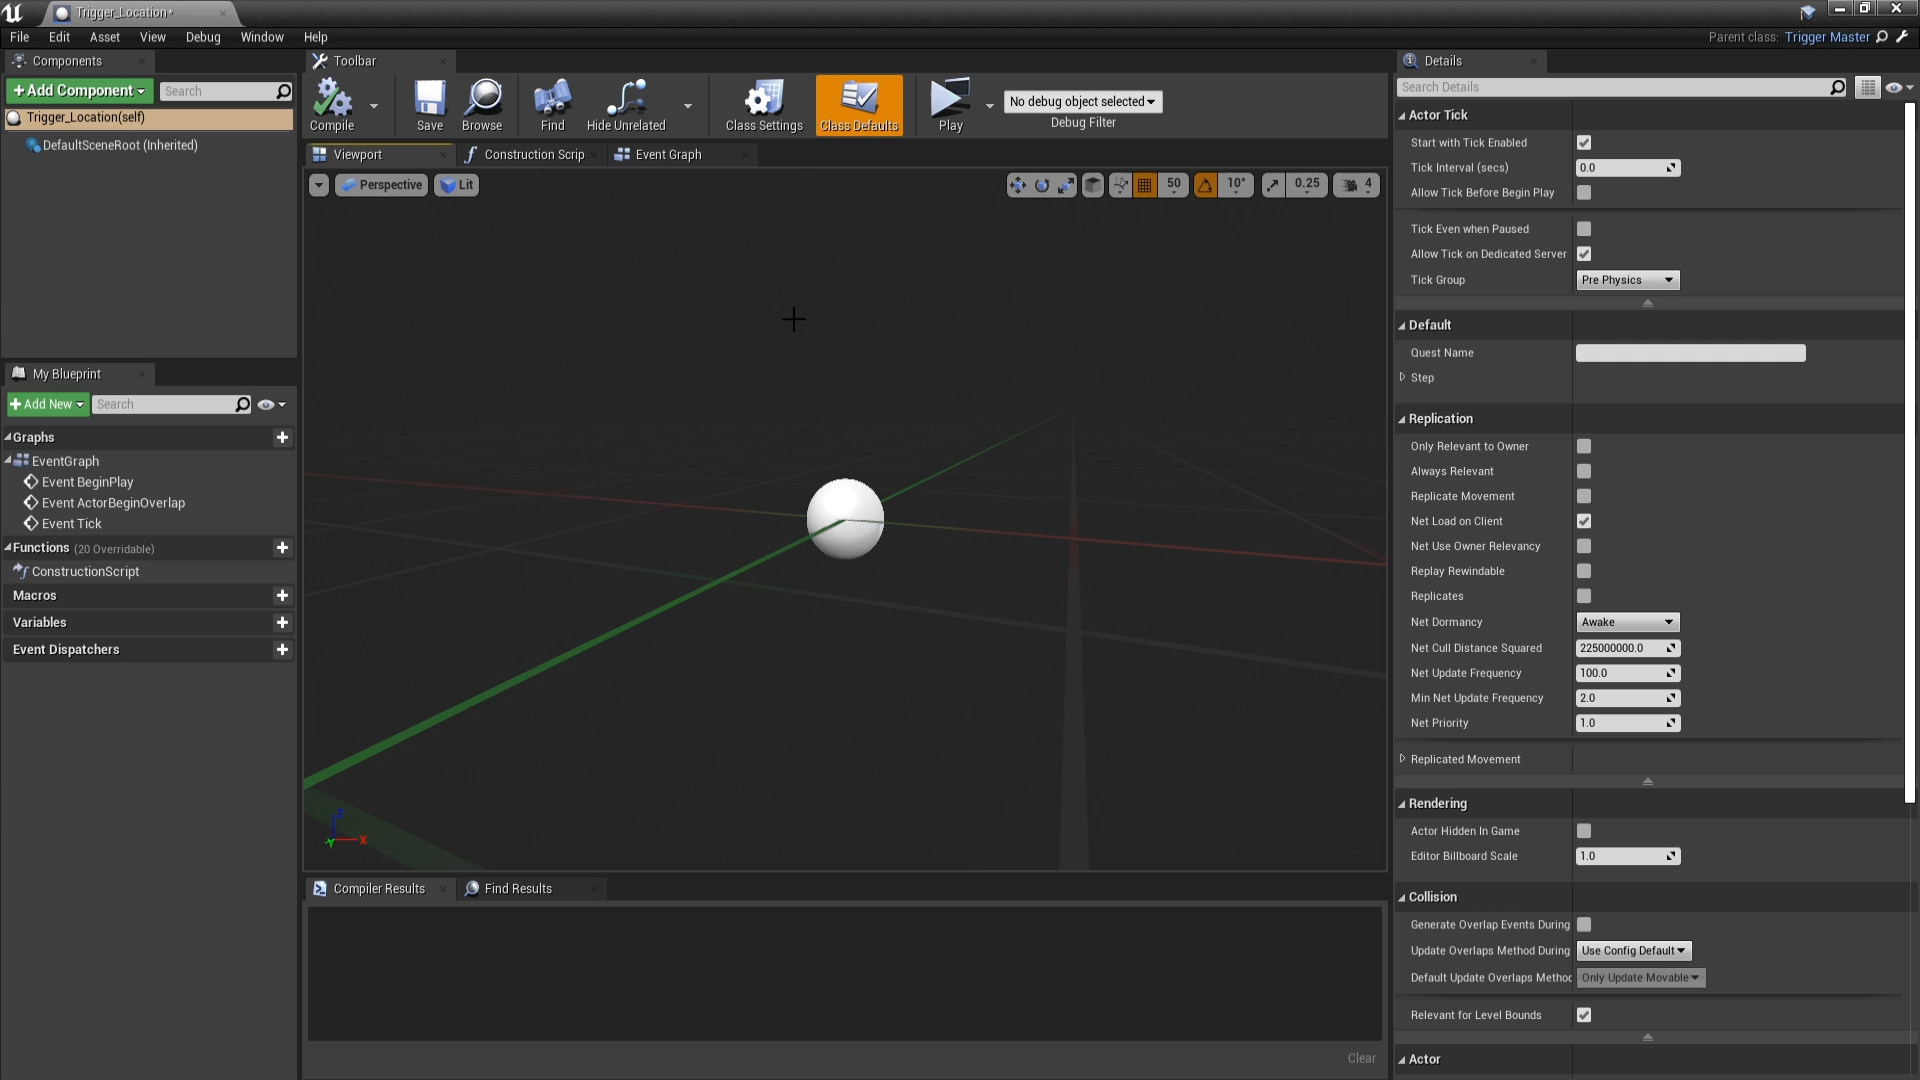 Trigger_Location*
File Edit Asset View Debug Window Help
Parent class: Trigger Master
Components
+Add Component
Search
Trigger_Location(self)
DefaultSceneRoot (Inherited)
My Blueprint
+Add New
Search
Graphs
EventGraph
Event BeginPlay
Event ActorBeginOverlap
Event Tick
Functions (20 Overridable)
ConstructionScript
Macros
Variables
Event Dispatchers
Toolbar
Compile
Save
Browse
Find
Hide Unrelated
Class Settings
Class Defaults
Play
No debug object selected
Debug Filter
Viewport
Construction Scrip
Event Graph
Perspective
Lit
50
10°
0.25
4
Z
Y
X
Compiler Results
Find Results
Clear
Details
Search Details
Actor Tick
Start with Tick Enabled
Tick Interval (secs) 0.0
Allow Tick Before Begin Play
Tick Even when Paused
Allow Tick on Dedicated Server
Tick Group Pre Physics
Default
Quest Name
Step
Replication
Only Relevant to Owner
Always Relevant
Replicate Movement
Net Load on Client
Net Use Owner Relevancy
Replay Rewindable
Replicates
Net Dormancy Awake
Net Cull Distance Squared 225000000.0
Net Update Frequency 100.0
Min Net Update Frequency 2.0
Net Priority 1.0
Replicated Movement
Rendering
Actor Hidden In Game
Editor Billboard Scale 1.0
Collision
Generate Overlap Events During
Update Overlaps Method During Use Config Default
Default Update Overlaps Method Only Update Movable
Relevant for Level Bounds
Actor